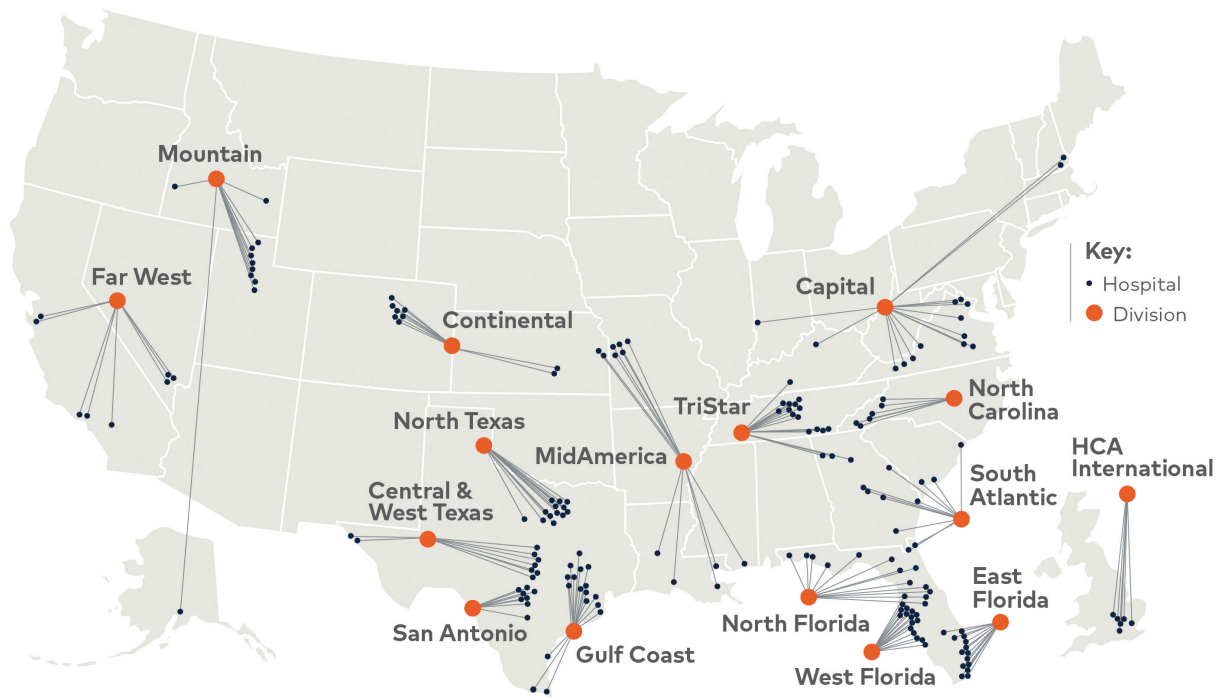 Mountain
Far West
Continental
Capital
Key:
Hospital
Division
North Texas
TriStar
North
Carolina
MidAmerica
HCA
International
Central &
West Texas
South
Atlantic
East
Florida
San Antonio
Gulf Coast
North Florida
West Florida